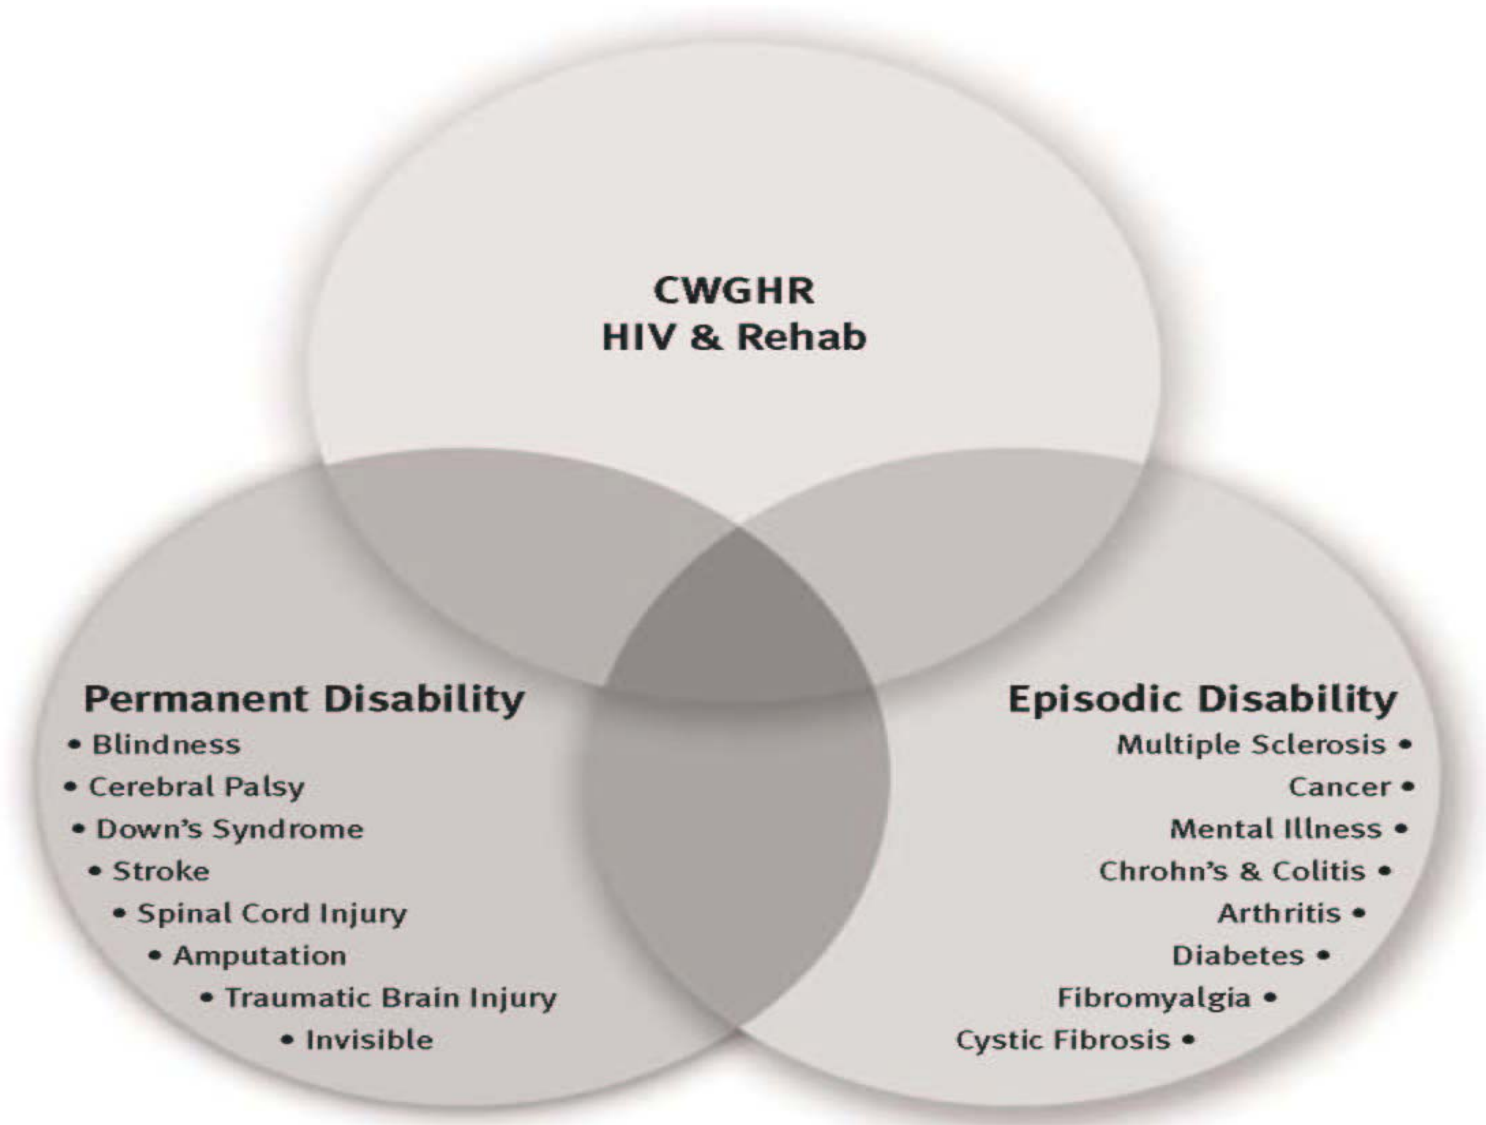 CWGHR
HIV & Rehab
Permanent Disability
• Blindness
• Cerebral Palsy
• Down’s Syndrome
• Stroke
• Spinal Cord Injury
• Amputation
• Traumatic Brain Injury
• Invisible
Episodic Disability
Multiple Sclerosis •
Cancer •
Mental Illness •
Chrohn’s & Colitis •
Arthritis •
Diabetes •
Fibromyalgia •
Cystic Fibrosis •